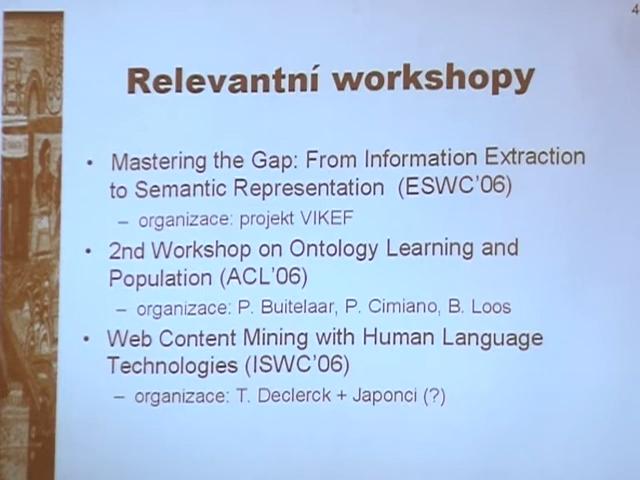 4
Relevantní workshopy
• Mastering the Gap: From Information Extraction
to Semantic Representation (ESWC'06)
– organizace: projekt VIKEF
• 2nd Workshop on Ontology Learning and
Population (ACL'06)
– organizace: P. Buitelaar, P. Cimiano, B. Loos
• Web Content Mining with Human Language
Technologies (ISWC'06)
– organizace: T. Declerck + Japonci (?)